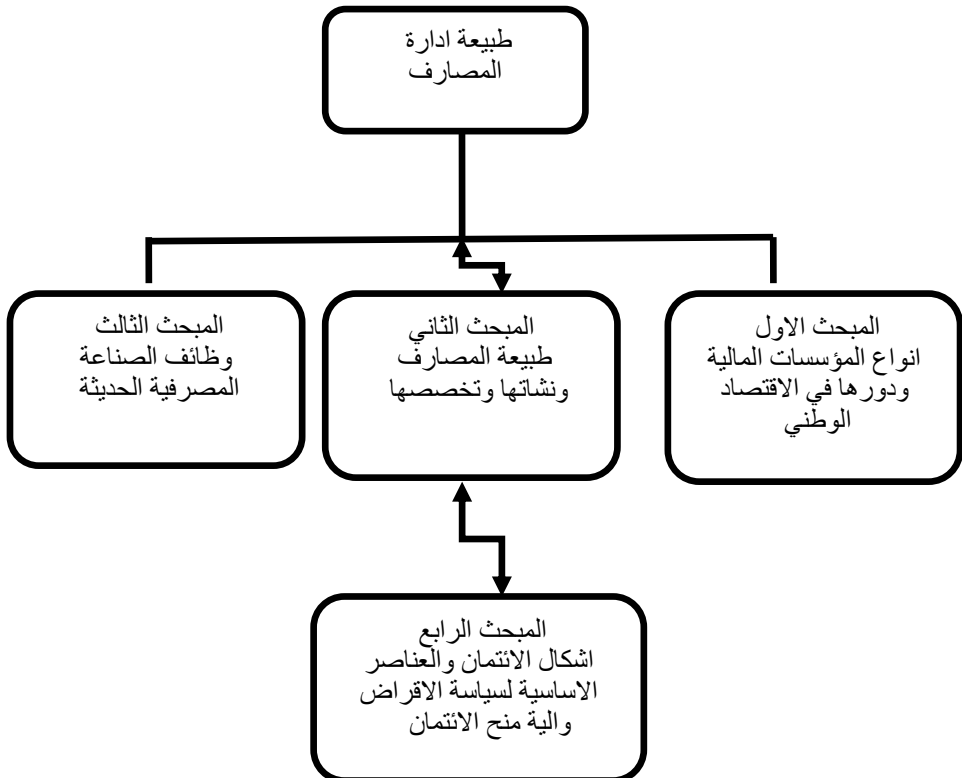 طبيعة ادارة
المصارف
المبحث الاول
انواع المؤسسات المالية
ودورها في الاقتصاد
الوطني
المبحث الثاني
طبيعة المصارف
ونشاتها وتخصصها
المبحث الثالث
وظائف الصناعة
المصرفية الحديثة
المبحث الرابع
اشكال الائتمان والعناصر
الاساسية لسياسة الاقراض
والية منح الائتمان